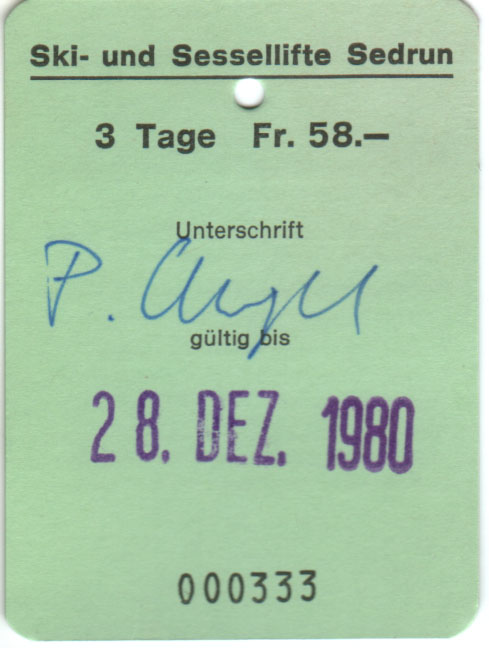 Ski- und Sessellifte Sedrun
3 Tage Fr. 58.—
Unterschrift
P.
gültig bis
28. DEZ. 1980
000333